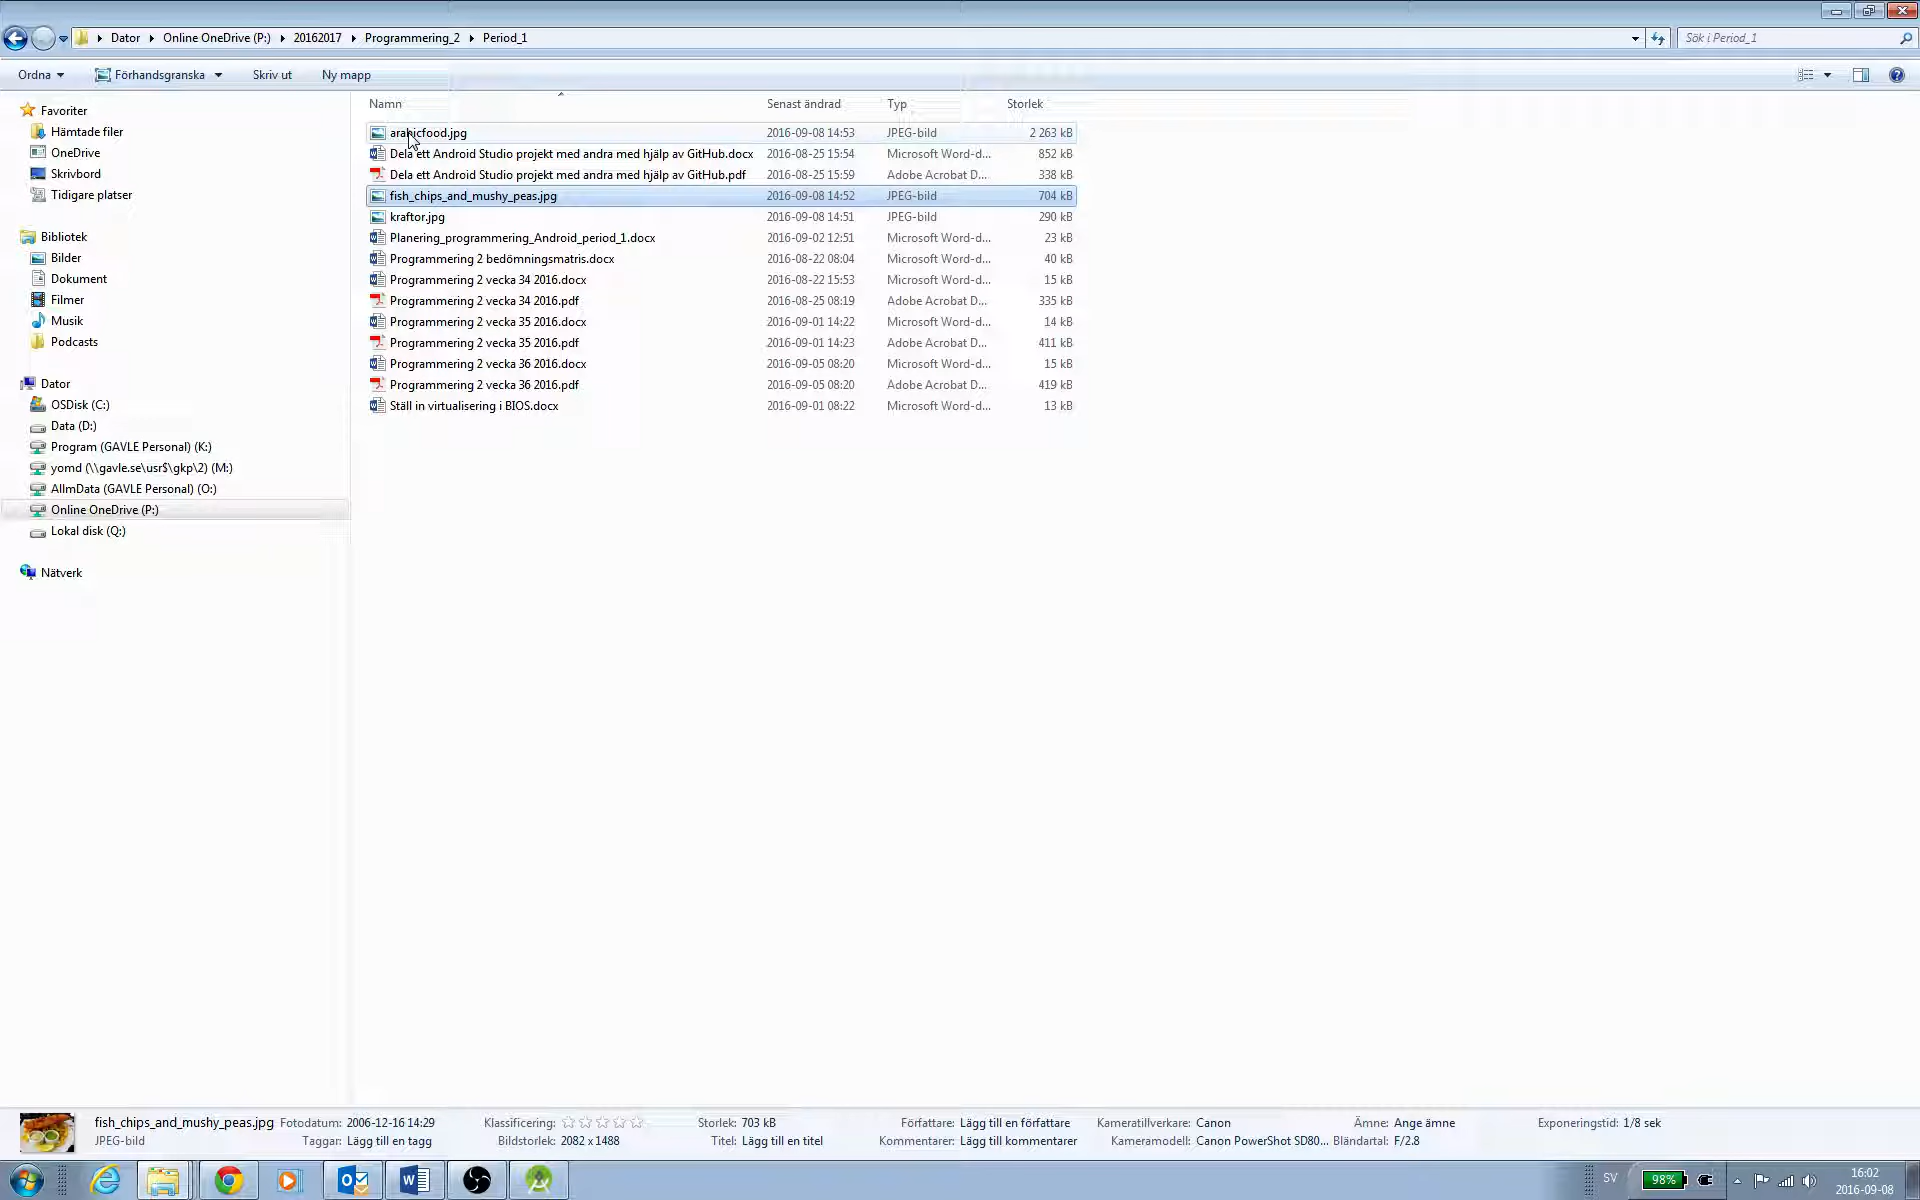 Dator Online OneDrive (P:) 20162017 Programmering_2 Period_1 Sök i Period_1
Ordna Förhandsgranska Skriv ut Ny mapp
Favoriter
Hämtade filer
OneDrive
Skrivbord
Tidigare platser
Bibliotek
Bilder
Dokument
Filmer
Musik
Podcasts
Dator
OSDisk (C:)
Data (D:)
Program (GAVLE Personal) (K:)
yomd (\\gavle.se\usr$\gkp\2) (M:)
AllmData (GAVLE Personal) (O:)
Online OneDrive (P:)
Lokal disk (Q:)
Nätverk
Namn Senast ändrad Typ Storlek
arabicfood.jpg 2016-09-08 14:53 JPEG-bild 2 263 kB
Dela ett Android Studio projekt med andra med hjälp av GitHub.docx 2016-08-25 15:54 Microsoft Word-d... 852 kB
Dela ett Android Studio projekt med andra med hjälp av GitHub.pdf 2016-08-25 15:59 Adobe Acrobat D... 338 kB
fish_chips_and_mushy_peas.jpg 2016-09-08 14:52 JPEG-bild 704 kB
kraftor.jpg 2016-09-08 14:51 JPEG-bild 290 kB
Planering_programmering_Android_period_1.docx 2016-09-02 12:51 Microsoft Word-d... 23 kB
Programmering 2 bedömningsmatris.docx 2016-08-22 08:04 Microsoft Word-d... 40 kB
Programmering 2 vecka 34 2016.docx 2016-08-22 15:53 Microsoft Word-d... 15 kB
Programmering 2 vecka 34 2016.pdf 2016-08-25 08:19 Adobe Acrobat D... 335 kB
Programmering 2 vecka 35 2016.docx 2016-09-01 14:22 Microsoft Word-d... 14 kB
Programmering 2 vecka 35 2016.pdf 2016-09-01 14:23 Adobe Acrobat D... 411 kB
Programmering 2 vecka 36 2016.docx 2016-09-05 08:20 Microsoft Word-d... 15 kB
Programmering 2 vecka 36 2016.pdf 2016-09-05 08:20 Adobe Acrobat D... 419 kB
Ställ in virtualisering i BIOS.docx 2016-09-01 08:22 Microsoft Word-d... 13 kB
fish_chips_and_mushy_peas.jpg Fotodatum: 2006-12-16 14:29 Klassificering: Storlek: 703 kB Författare: Lägg till en författare Kameratillverkare: Canon Ämne: Ange ämne Exponeringstid: 1/8 sek
JPEG-bild Taggar: Lägg till en tagg Bildstorlek: 2082 x 1488 Titel: Lägg till en titel Kommentarer: Lägg till kommentarer Kameramodell: Canon PowerShot SD80... Bländartal: F/2.8
SV 98% 16:02
2016-09-08